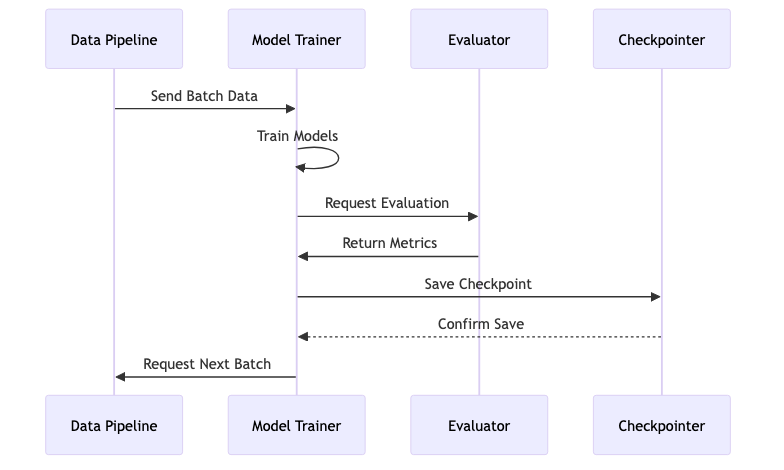 Data Pipeline
Model Trainer
Evaluator
Checkpointer
Send Batch Data
Train Models
Request Evaluation
Return Metrics
Save Checkpoint
Confirm Save
Request Next Batch
Data Pipeline
Model Trainer
Evaluator
Checkpointer